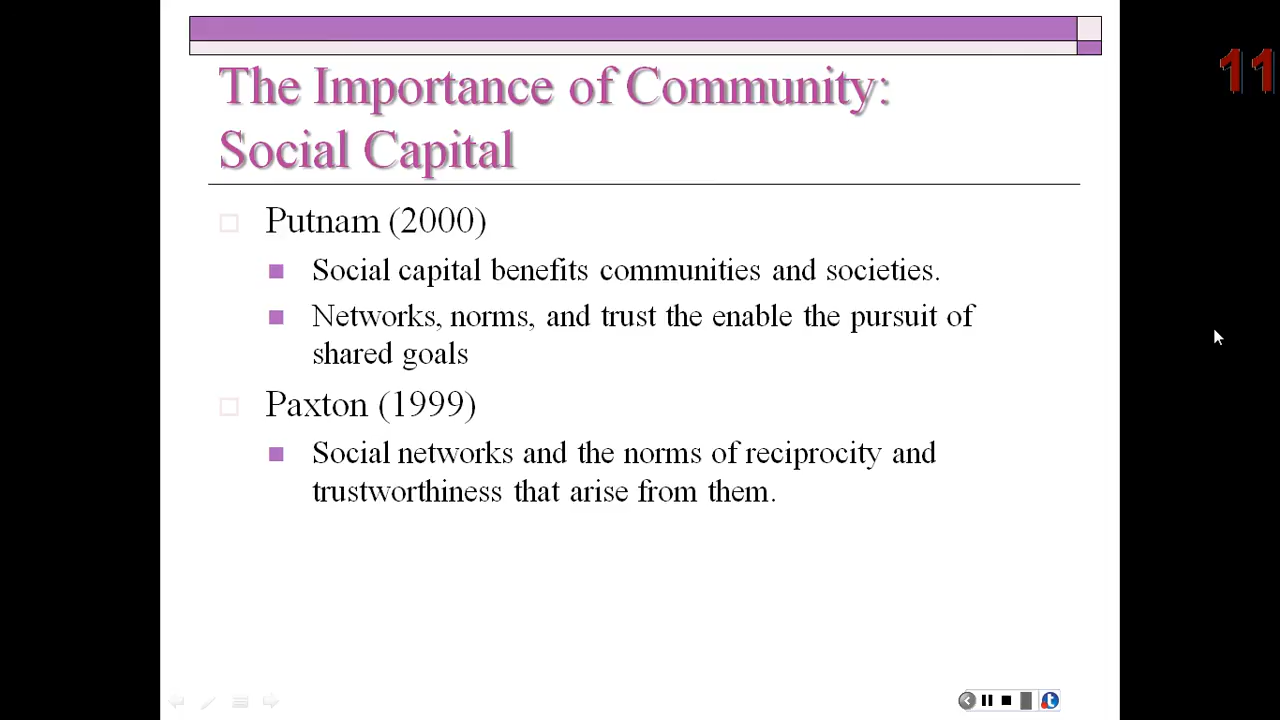 The Importance of Community:
Social Capital
11
Putnam (2000)
Social capital benefits communities and societies.
Networks, norms, and trust the enable the pursuit of
shared goals
Paxton (1999)
Social networks and the norms of reciprocity and
trustworthiness that arise from them.